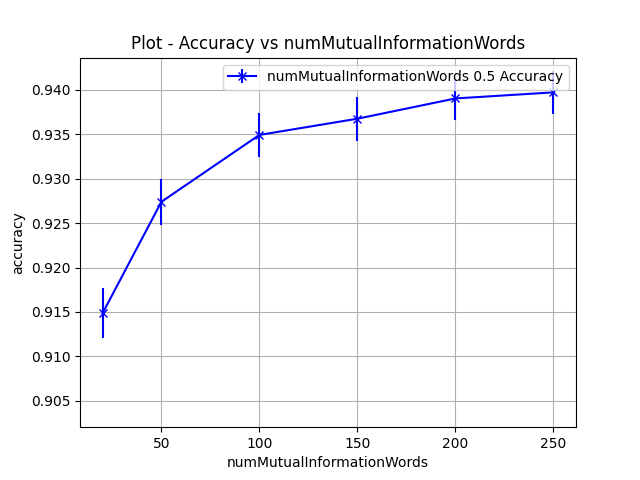 Plot - Accuracy vs numMutualInformationWords
numMutualInformationWords 0.5 Accuracy
0.940
0.935
0.930
0.925
0.920
0.915
0.910
0.905
accuracy
50 100 150 200 250
numMutualInformationWords